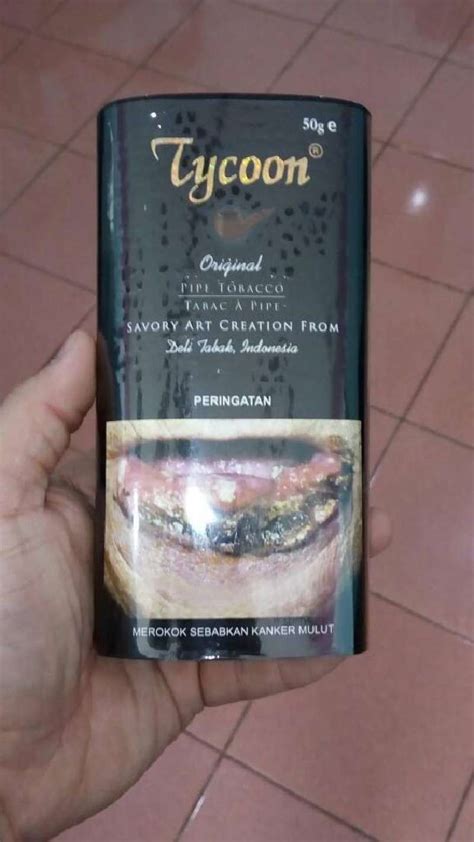 50g e
Tycoon®
Original
PIPE TOBACCO
TABAC À PIPE
SAVORY ART CREATION FROM
Deli Tabak, Indonesia
PERINGATAN
MEROKOK SEBABKAN KANKER MULUT